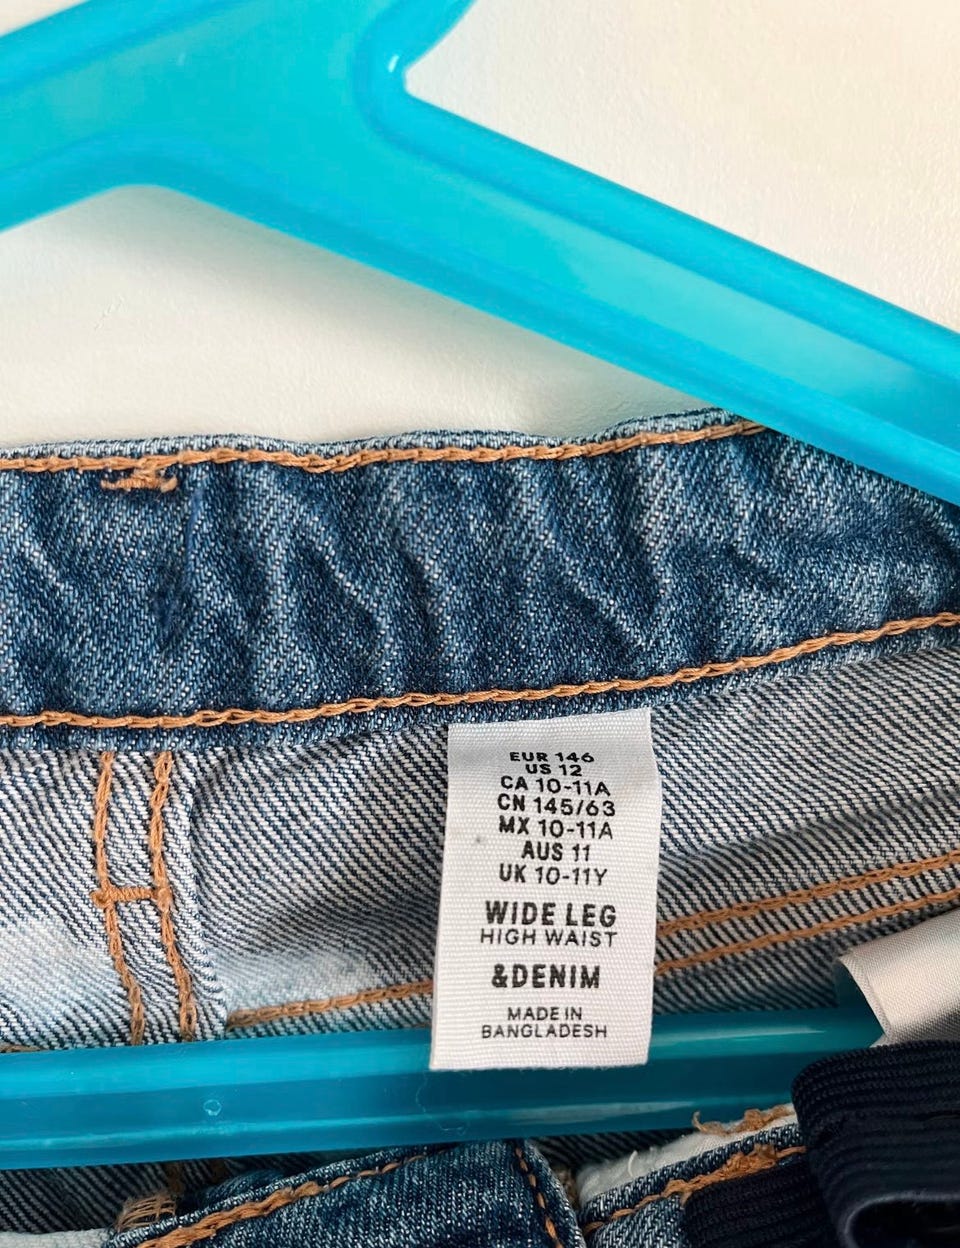 EUR 146
US 12
CA 10-11A
CN 145/63
MX 10-11A
AUS 11
UK 10-11Y
WIDE LEG
HIGH WAIST
&DENIM
MADE IN
BANGLADESH